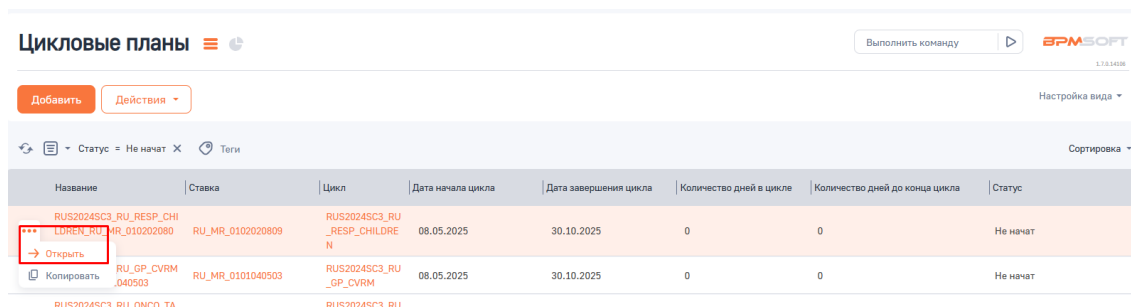 Цикловые планы
Выполнить команду
BPMSOFT
1.7.0.14106
Добавить
Действия
Настройка вида
Статус = Не начат
Теги
Сортировка
Название
Ставка
Цикл
Дата начала цикла
Дата завершения цикла
Количество дней в цикле
Количество дней до конца цикла
Статус
RUS2024SC3_RU_RESP_CHI
LDREN_RU_MR_010202080
RU_MR_0102020809
RUS2024SC3_RU
_RESP_CHILDRE
N
08.05.2025
30.10.2025
0
0
Не начат
Открыть
Копировать
RU_GP_CVRM
040503
RU_MR_0101040503
RUS2024SC3_RU
_GP_CVRM
08.05.2025
30.10.2025
0
0
Не начат
RUS2024SC3_RU_ONCO_TA
RUS2024SC3_RU